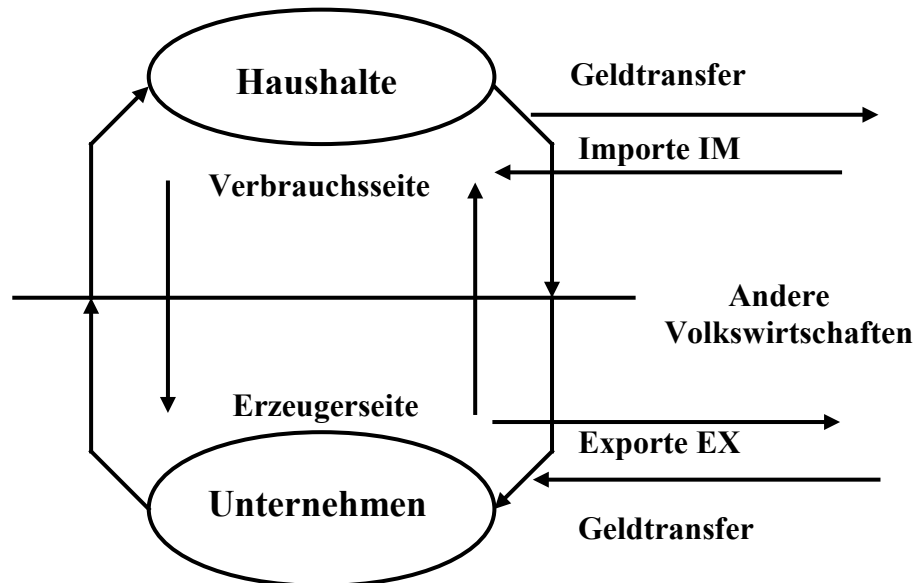 Haushalte
Geldtransfer
Importe IM
Verbrauchsseite
Andere
Volkswirtschaften
Erzeugerseite
Exporte EX
Unternehmen
Geldtransfer